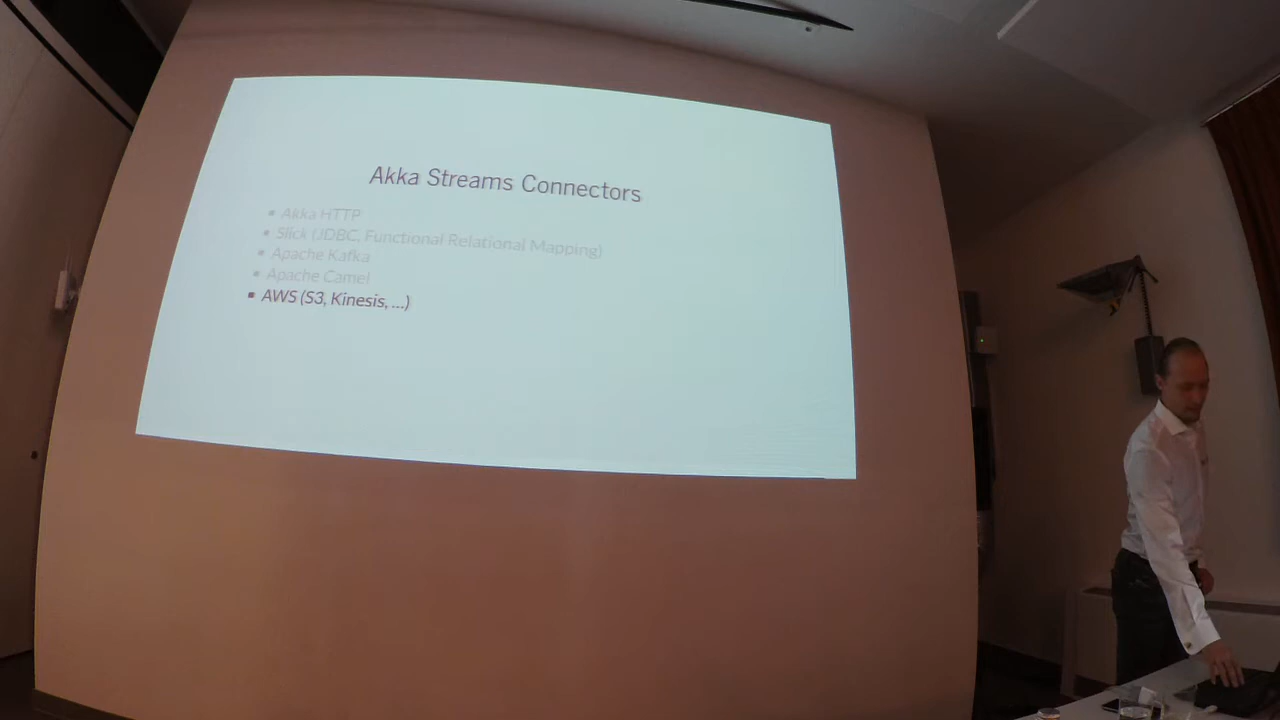 Akka Streams Connectors
Akka HTTP
Slick (JDBC, Functional Relational Mapping)
Apache Kafka
Apache Camel
AWS (S3, Kinesis, ...)